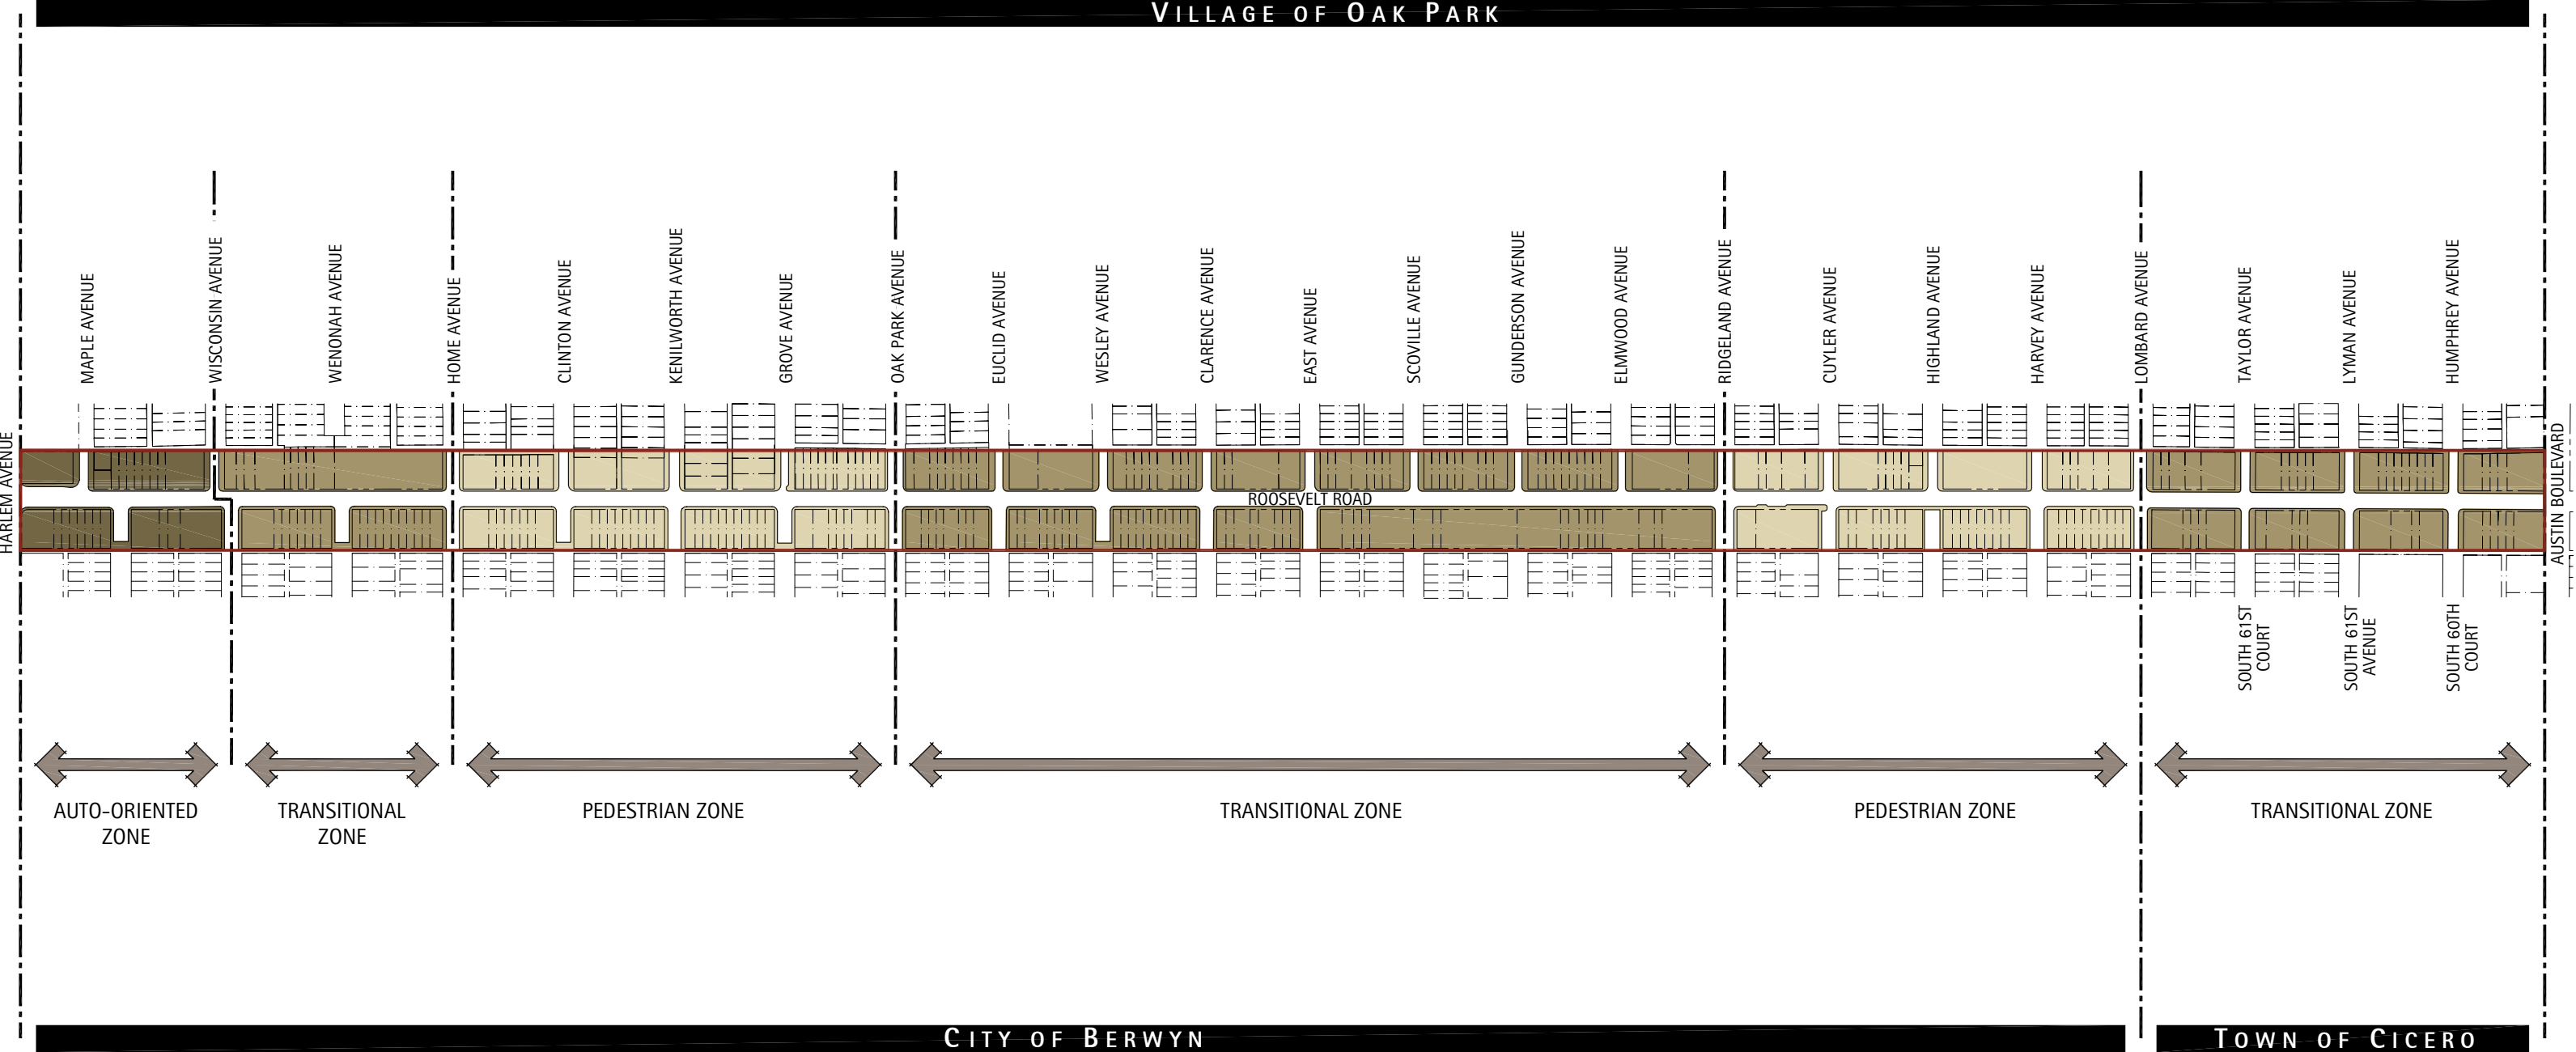 VILLAGE OF OAK PARK
MAPLE AVENUE
WISCONSIN AVENUE
WENONAH AVENUE
HOME AVENUE
CLINTON AVENUE
KENILWORTH AVENUE
GROVE AVENUE
OAK PARK AVENUE
EUCLID AVENUE
WESLEY AVENUE
CLARENCE AVENUE
EAST AVENUE
SCOVILLE AVENUE
GUNDERSON AVENUE
ELMWOOD AVENUE
RIDGELAND AVENUE
CUYLER AVENUE
HIGHLAND AVENUE
HARVEY AVENUE
LOMBARD AVENUE
TAYLOR AVENUE
LYMAN AVENUE
HUMPHREY AVENUE
HARLEM AVENUE
ROOSEVELT ROAD
AUSTIN BOULEVARD
SOUTH 61ST
COURT
SOUTH 61ST
AVENUE
SOUTH 60TH
COURT
AUTO-ORIENTED
ZONE
TRANSITIONAL
ZONE
PEDESTRIAN ZONE
TRANSITIONAL ZONE
PEDESTRIAN ZONE
TRANSITIONAL ZONE
CITY OF BERWYN
TOWN OF CICERO